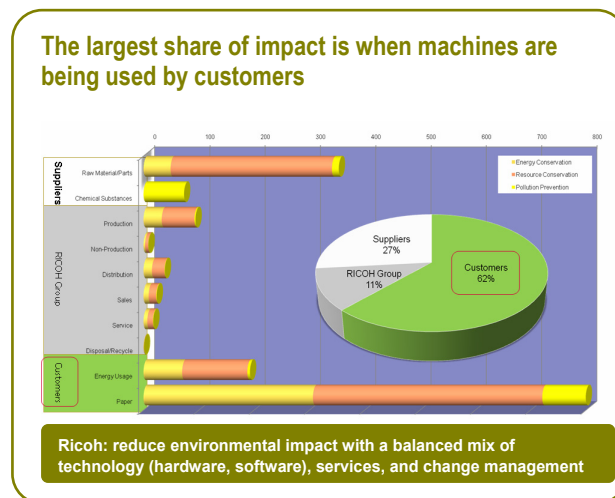 The largest share of impact is when machines are
being used by customers
0 100 200 300 400 500 600 700 800
Suppliers
Raw Material/Parts
Chemical Substances
RICOH Group
Production
Non-Production
Distribution
Sales
Service
Disposal/Recycle
Customers
Energy Usage
Paper
Energy Conservation
Resource Conservation
Pollution Prevention
Suppliers
27%
RICOH Group
11%
Customers
62%
Ricoh: reduce environmental impact with a balanced mix of
technology (hardware, software), services, and change management